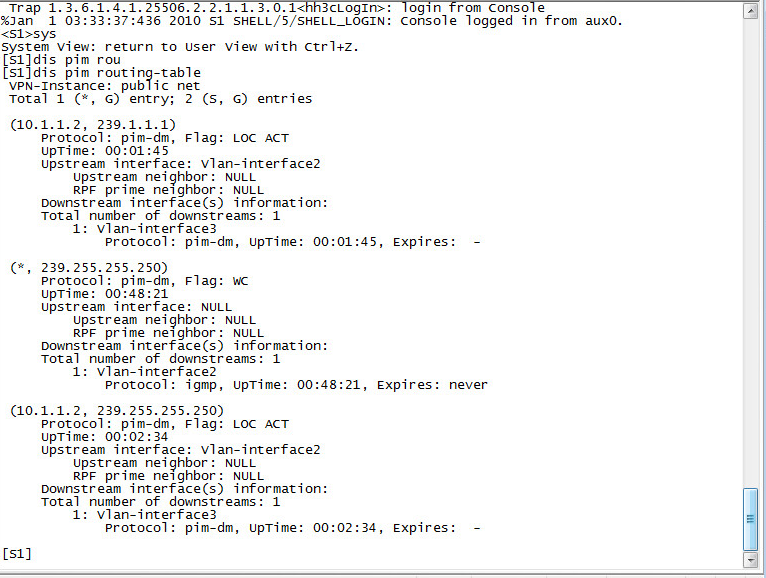 Trap 1.3.6.1.4.1.25506.2.2.1.1.3.0.1<hh3cLogIn>: login from Console
%Jan  1 03:33:37:436 2010 S1 SHELL/5/SHELL_LOGIN: Console logged in from aux0.
<S1>sys
System View: return to User View with Ctrl+Z.
[S1]dis pim rou
[S1]dis pim routing-table
 VPN-Instance: public net
 Total 1 (*, G) entry; 2 (S, G) entries

 (10.1.1.2, 239.1.1.1)
     Protocol: pim-dm, Flag: LOC ACT
     UpTime: 00:01:45
     Upstream interface: Vlan-interface2
         Upstream neighbor: NULL
         RPF prime neighbor: NULL
     Downstream interface(s) information:
     Total number of downstreams: 1
         1: Vlan-interface3
             Protocol: pim-dm, UpTime: 00:01:45, Expires:  -

 (*, 239.255.255.250)
     Protocol: pim-dm, Flag: WC
     UpTime: 00:48:21
     Upstream interface: NULL
         Upstream neighbor: NULL
         RPF prime neighbor: NULL
     Downstream interface(s) information:
     Total number of downstreams: 1
         1: Vlan-interface2
             Protocol: igmp, UpTime: 00:48:21, Expires: never

 (10.1.1.2, 239.255.255.250)
     Protocol: pim-dm, Flag: LOC ACT
     UpTime: 00:02:34
     Upstream interface: Vlan-interface2
         Upstream neighbor: NULL
         RPF prime neighbor: NULL
     Downstream interface(s) information:
     Total number of downstreams: 1
         1: Vlan-interface3
             Protocol: pim-dm, UpTime: 00:02:34, Expires:  -

[S1]